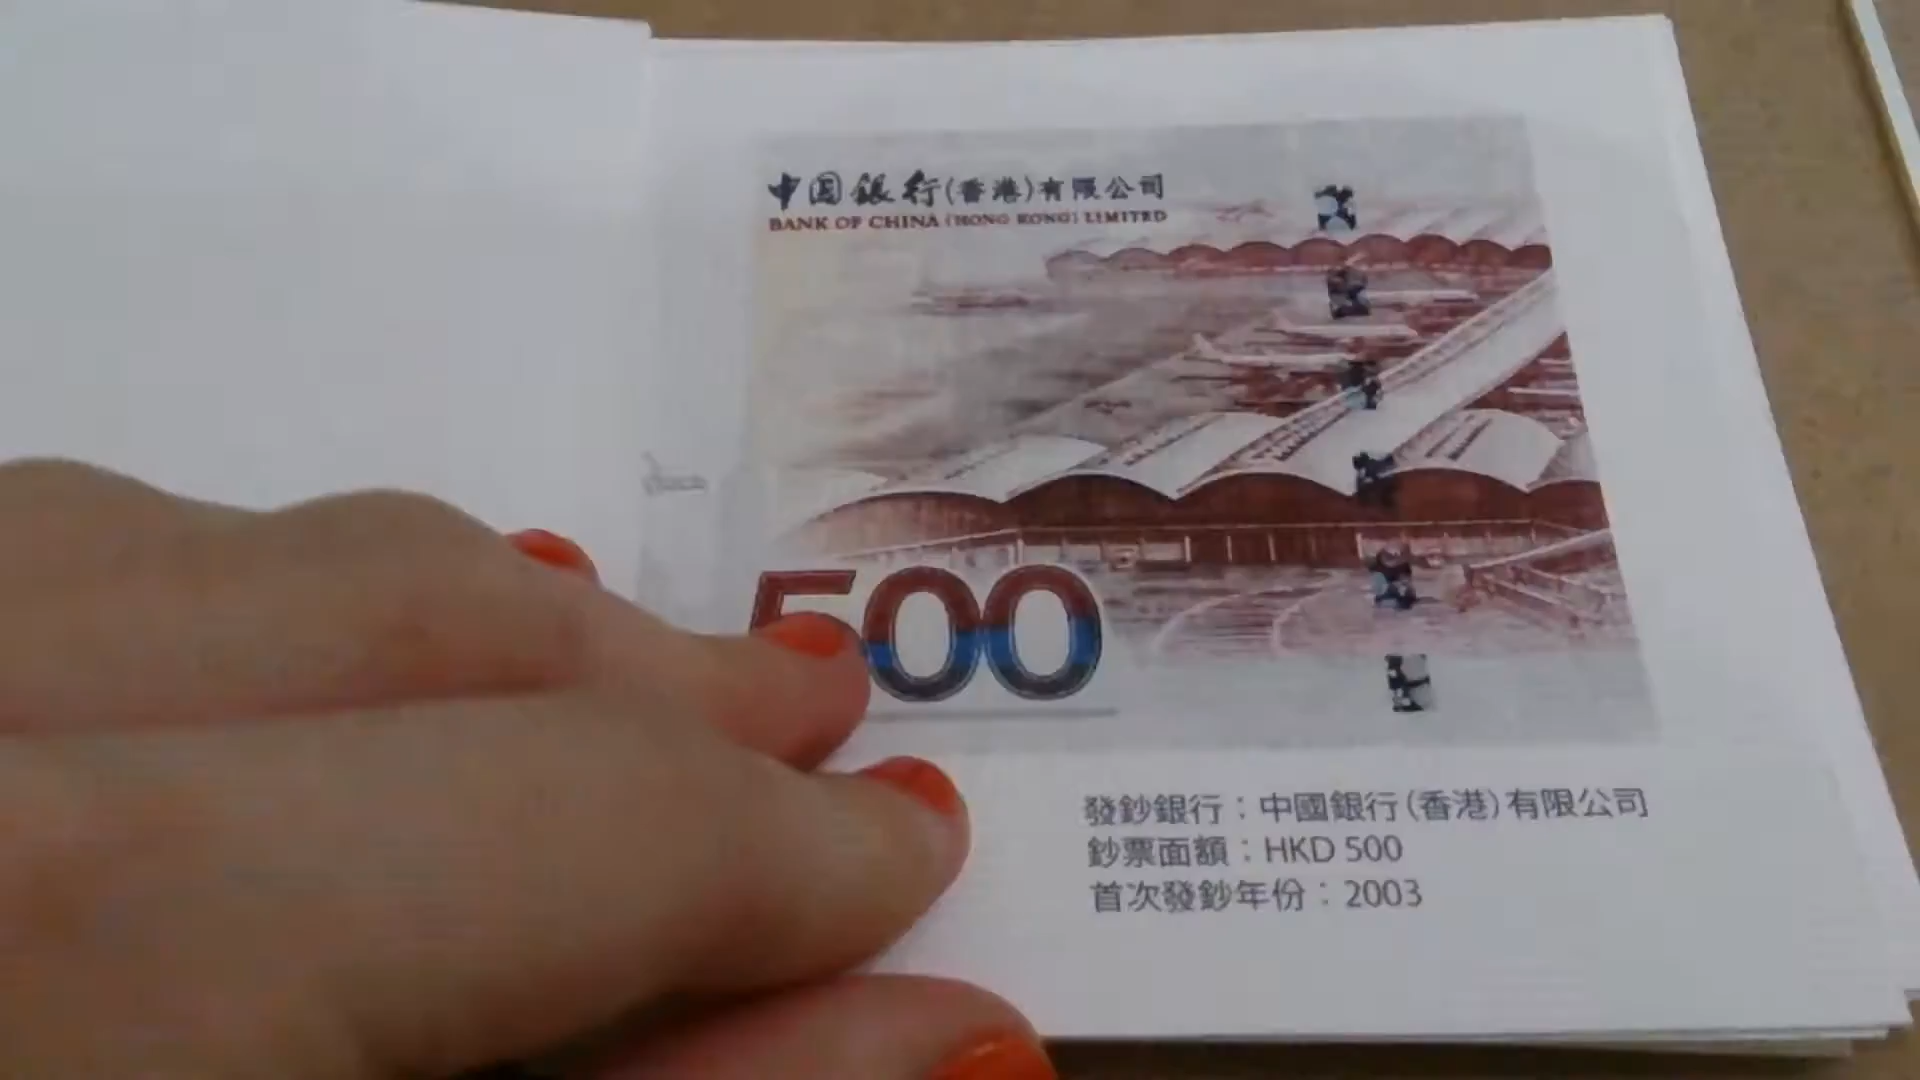 中国銀行(香港)有限公司
BANK OF CHINA (HONG KONG) LIMITED
500
發鈔銀行：中國銀行(香港)有限公司
鈔票面額：HKD 500
首次發鈔年份：2003